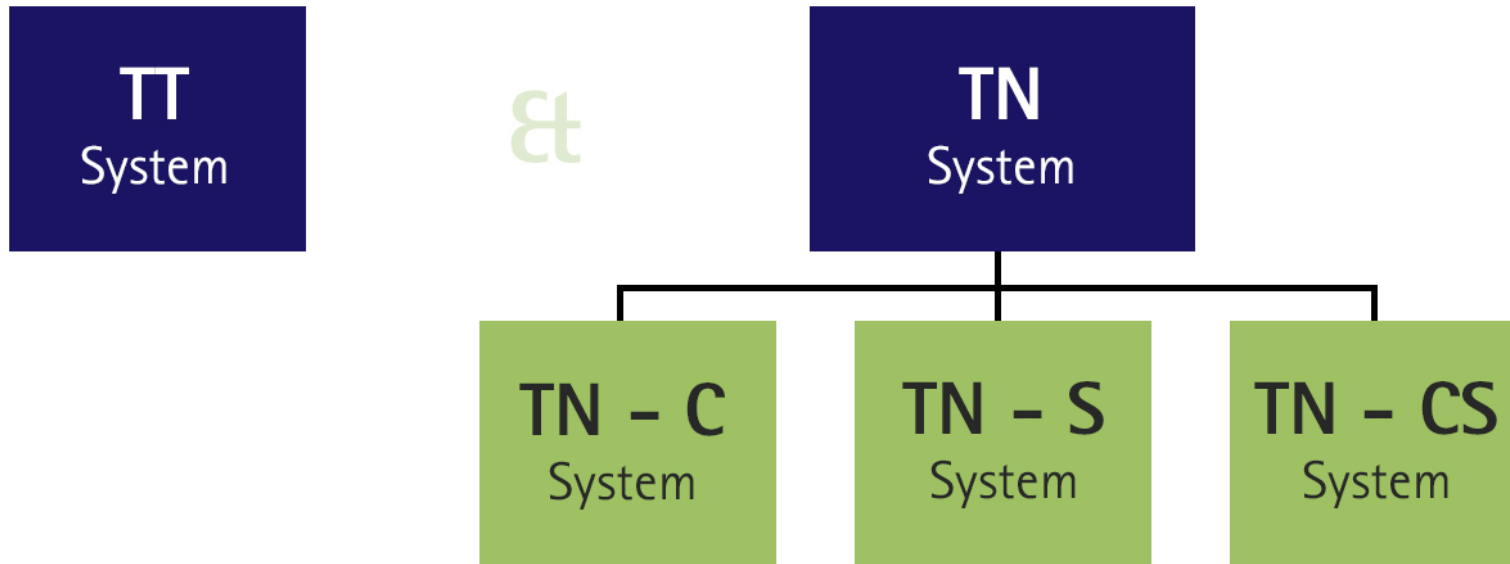 TT
System
&
TN
System
TN – C
System
TN – S
System
TN – CS
System